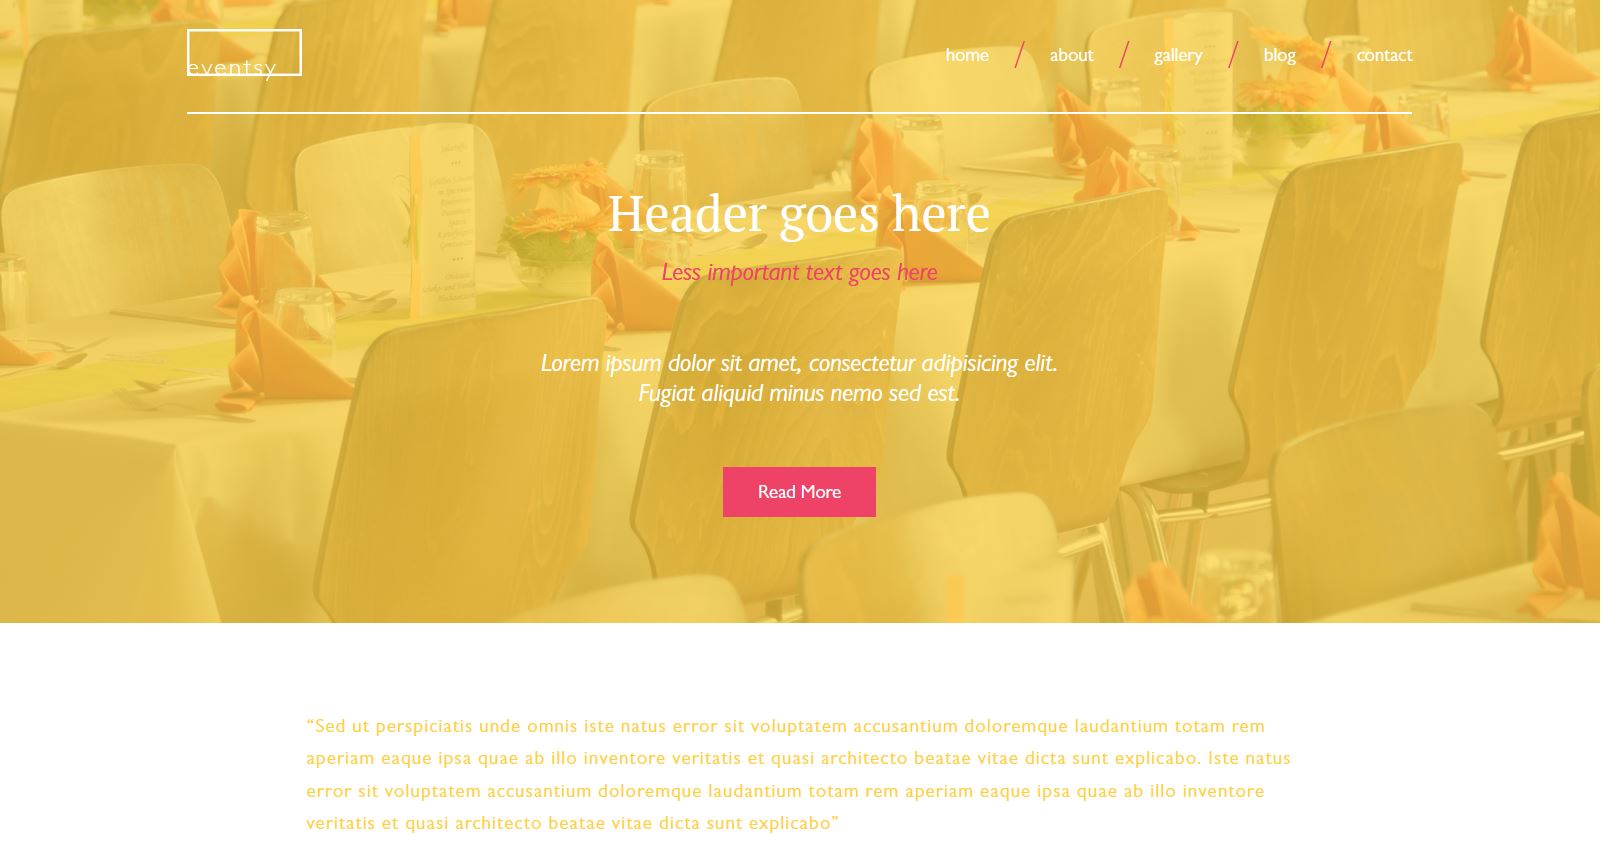 eventsy
home / about / gallery / blog / contact
Header goes here
Less important text goes here
Lorem ipsum dolor sit amet, consectetur adipisicing elit.
Fugiat aliquid minus nemo sed est.
Read More
“Sed ut perspiciatis unde omnis iste natus error sit voluptatem accusantium doloremque laudantium totam rem
aperiam eaque ipsa quae ab illo inventore veritatis et quasi architecto beatae vitae dicta sunt explicabo. Iste natus
error sit voluptatem accusantium doloremque laudantium totam rem aperiam eaque ipsa quae ab illo inventore
veritatis et quasi architecto beatae vitae dicta sunt explicabo”